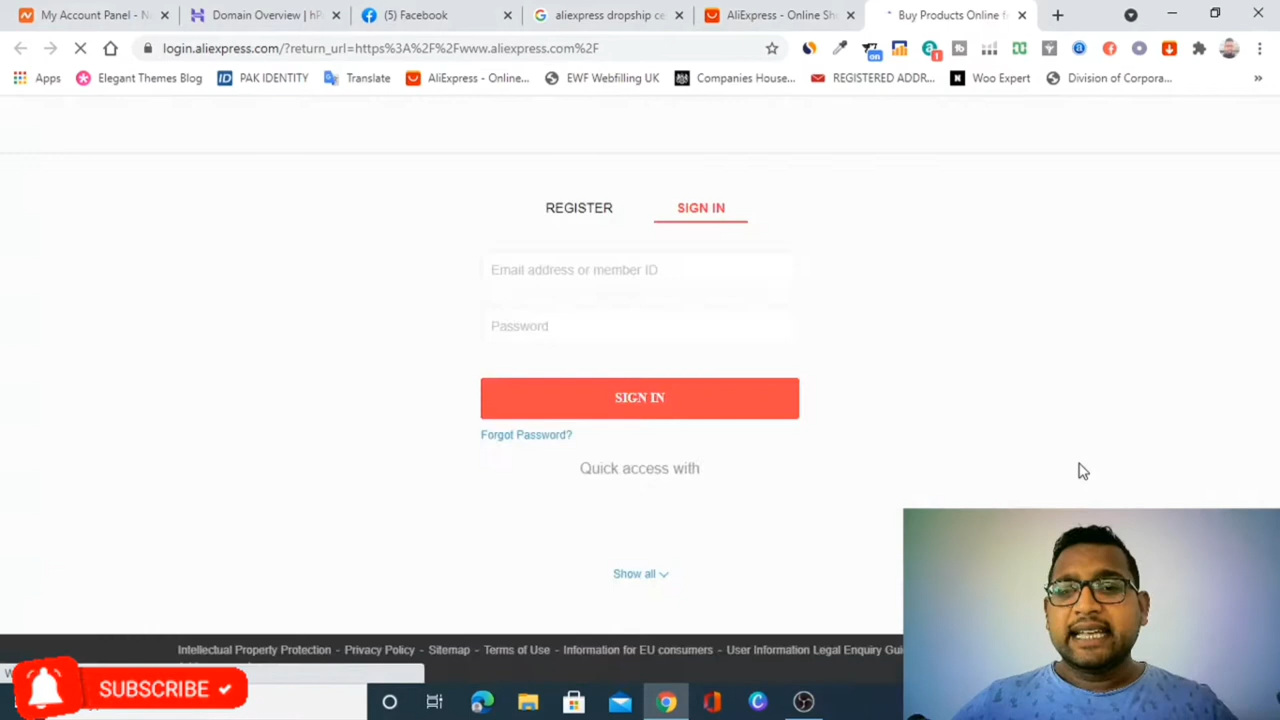 My Account Panel - N
Domain Overview | hP
(5) Facebook
aliexpress dropship ce
AliExpress - Online Sh
Buy Products Online f
login.aliexpress.com/?return_url=https%3A%2F%2Fwww.aliexpress.com%2F
on
1
Apps
Elegant Themes Blog
PAK IDENTITY
Translate
AliExpress - Online...
EWF Webfilling UK
Companies House...
REGISTERED ADDR...
Woo Expert
Division of Corpora...
»
REGISTER
SIGN IN
Email address or member ID
Password
SIGN IN
Forgot Password?
Quick access with
Show all
Intellectual Property Protection - Privacy Policy - Sitemap - Terms of Use - Information for EU consumers - User Information Legal Enquiry Gui
SUBSCRIBE